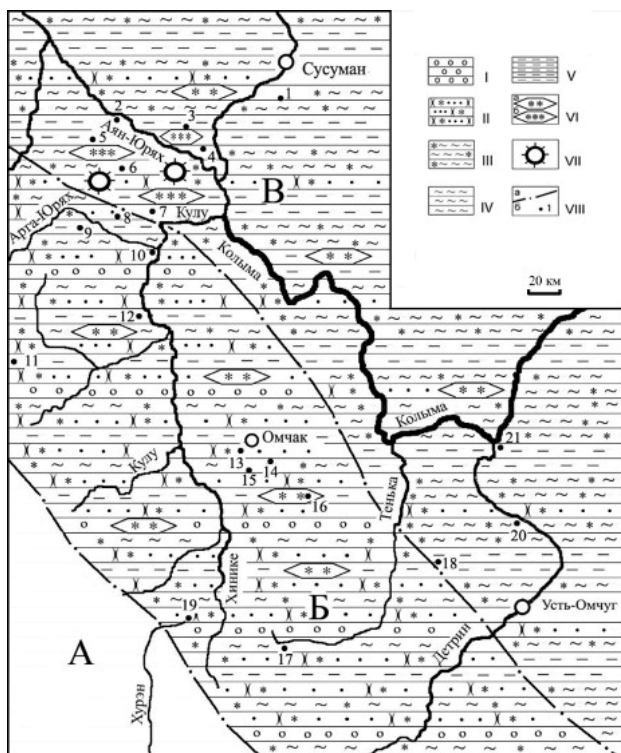 Сусуман
I
V
1
2
3
II
VI
а
б
Аян-Юрях
4
5
III
VII
6
В
IV
VIII
а
б
1
Арга-Юрях
7
Кулу
8
20 км
9
Колыма
10
12
11
Омчак
Колыма
13
14
21
Кулу
15
16
Тенька
20
18
Хинике
Усть-Омчуг
19
Б
А
17
Детрин
Хурэн